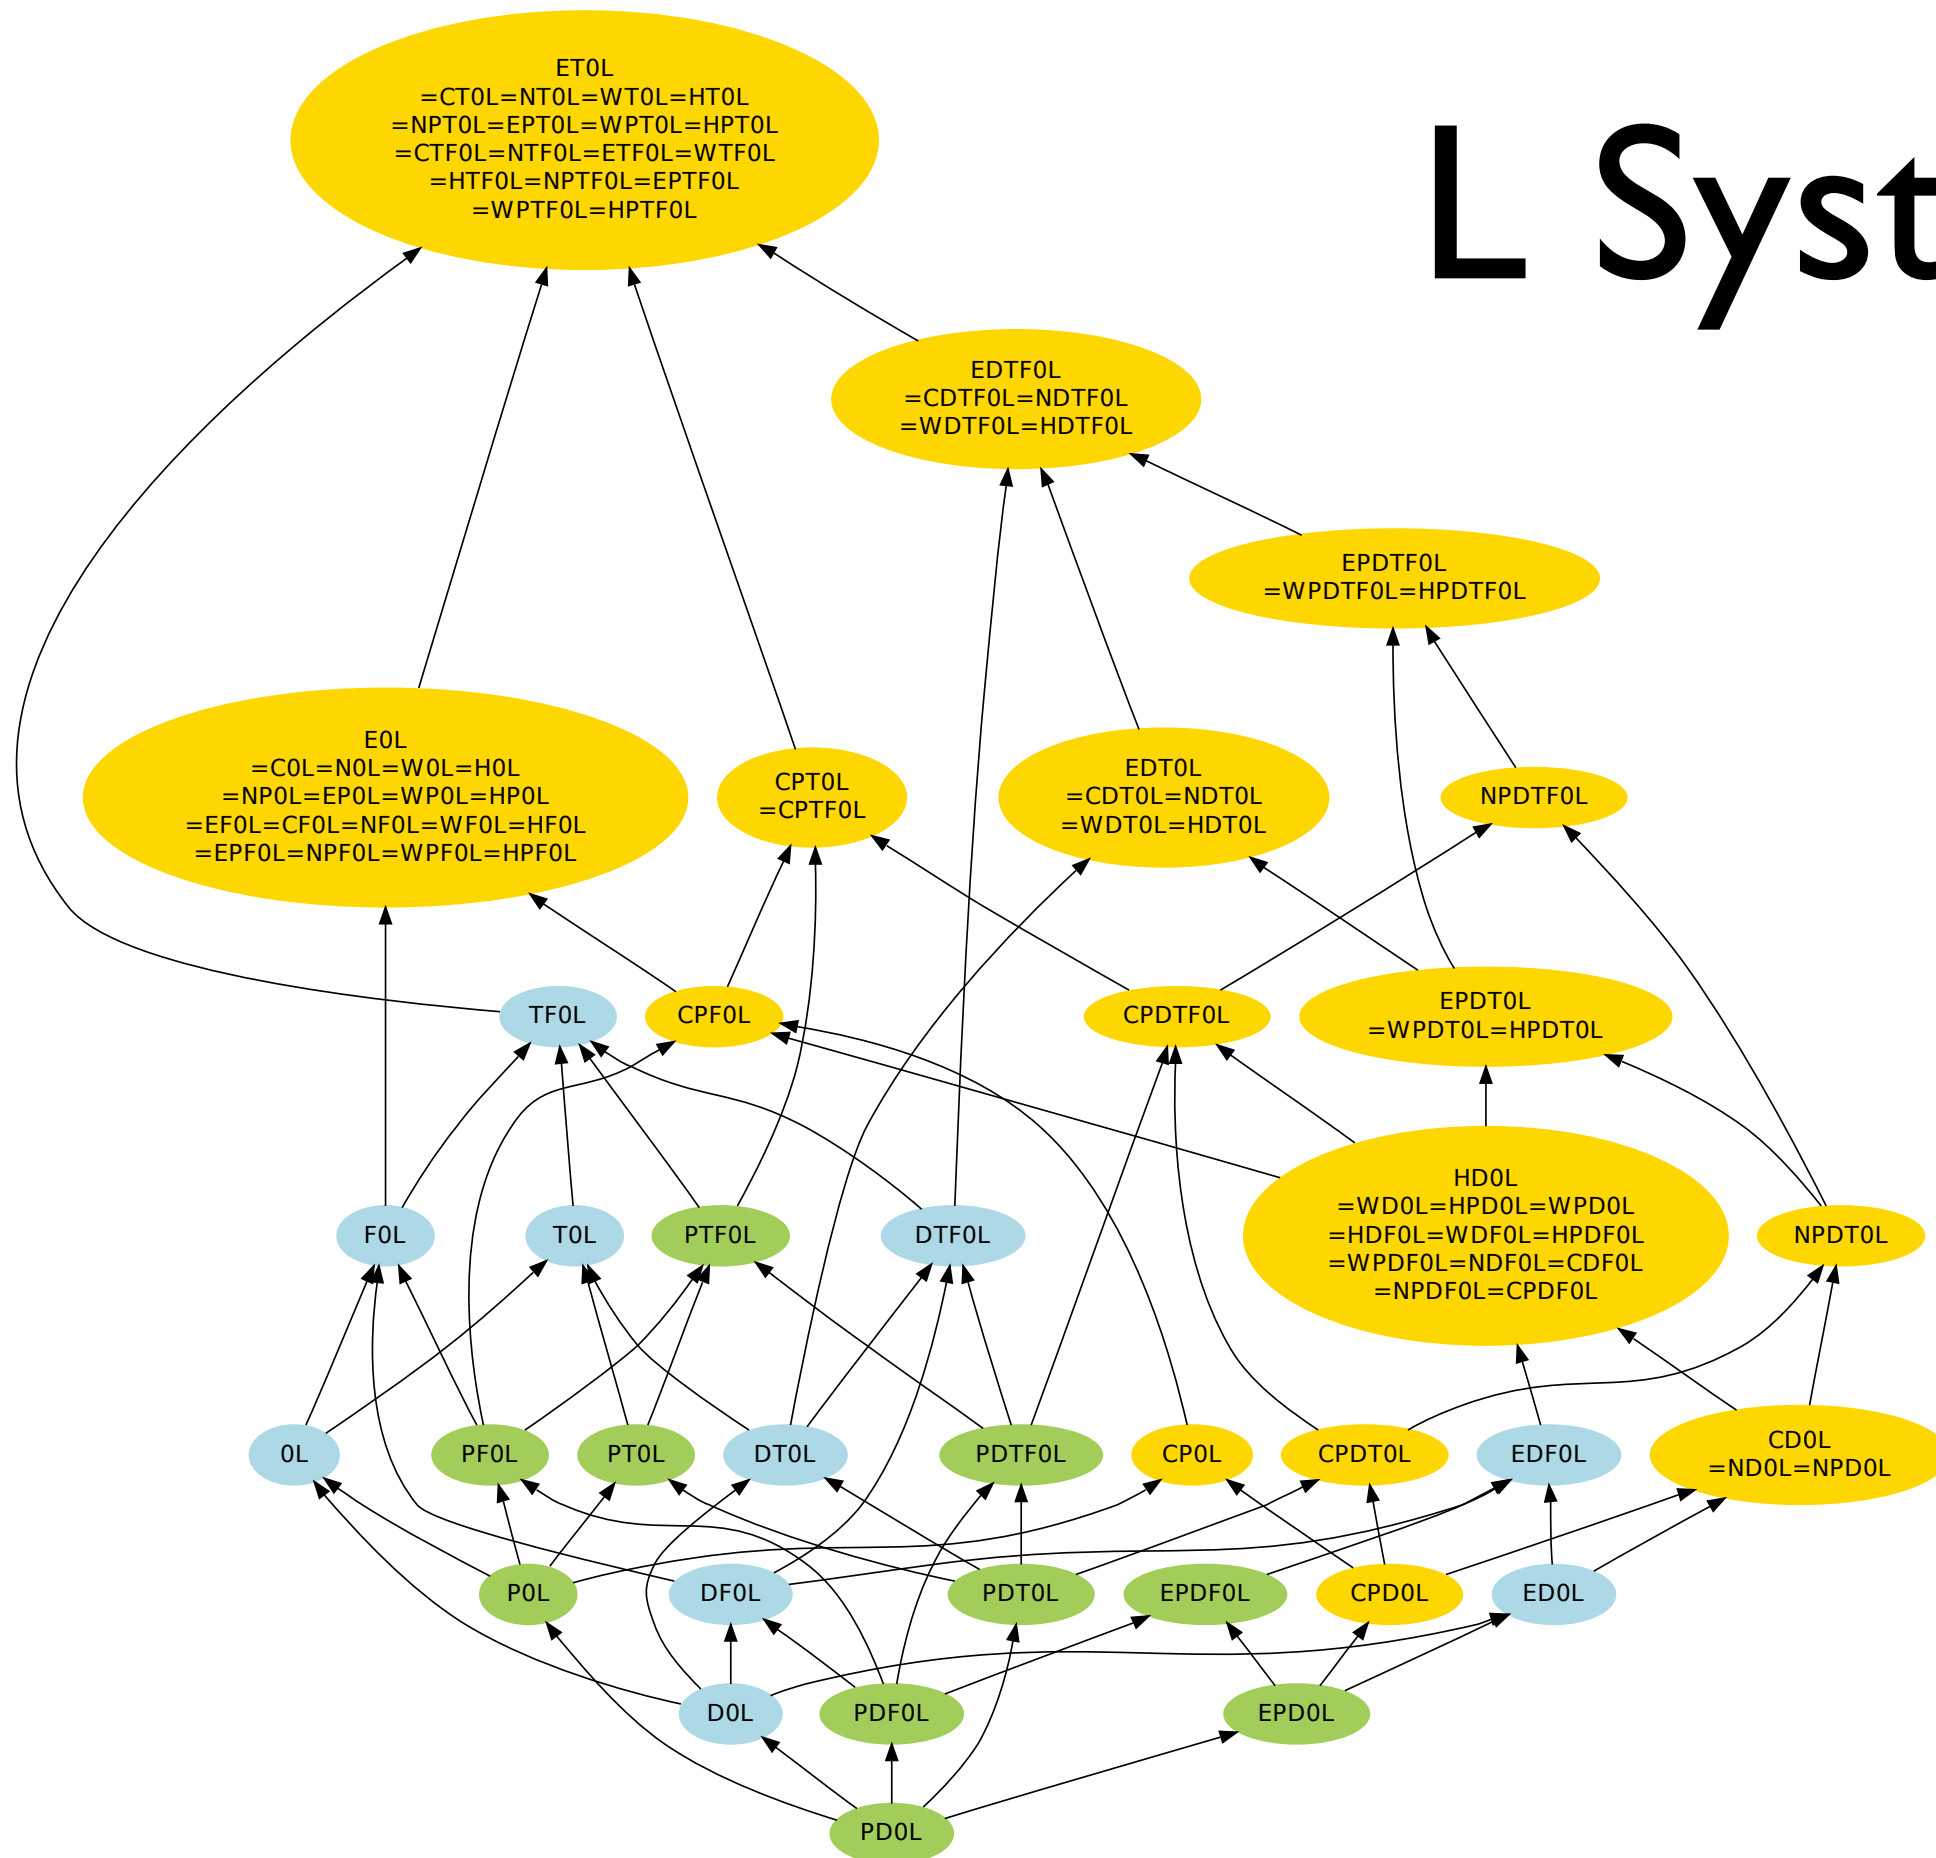 ET0L
=CT0L=NT0L=WT0L=HT0L
=NPT0L=EPT0L=WPT0L=HPT0L
=CTF0L=NTF0L=ETF0L=WTF0L
=HTF0L=NPTF0L=EPTF0L
=WPTF0L=HPTF0L
L Syst
EDTF0L
=CDTF0L=NDTF0L
=WDTF0L=HDTF0L
EPDTF0L
=WPDTF0L=HPDTF0L
E0L
=C0L=N0L=W0L=H0L
=NP0L=EP0L=WP0L=HP0L
=EF0L=CF0L=NF0L=WF0L=HF0L
=EPF0L=NPF0L=WPF0L=HPF0L
CPT0L
=CPTF0L
EDT0L
=CDT0L=NDT0L
=WDT0L=HDT0L
NPDTF0L
TF0L
CPF0L
CPDTF0L
EPDT0L
=WPDT0L=HPDT0L
F0L
T0L
PTF0L
DTF0L
HD0L
=WD0L=HPD0L=WPD0L
=HDF0L=WDF0L=HPDF0L
=WPDF0L=NDF0L=CDF0L
=NPDF0L=CPDF0L
NPDT0L
0L
PF0L
PT0L
DT0L
PDTF0L
CP0L
CPDT0L
EDF0L
CD0L
=ND0L=NPD0L
P0L
DF0L
PDT0L
EPDF0L
CPD0L
ED0L
D0L
PDF0L
EPD0L
PD0L